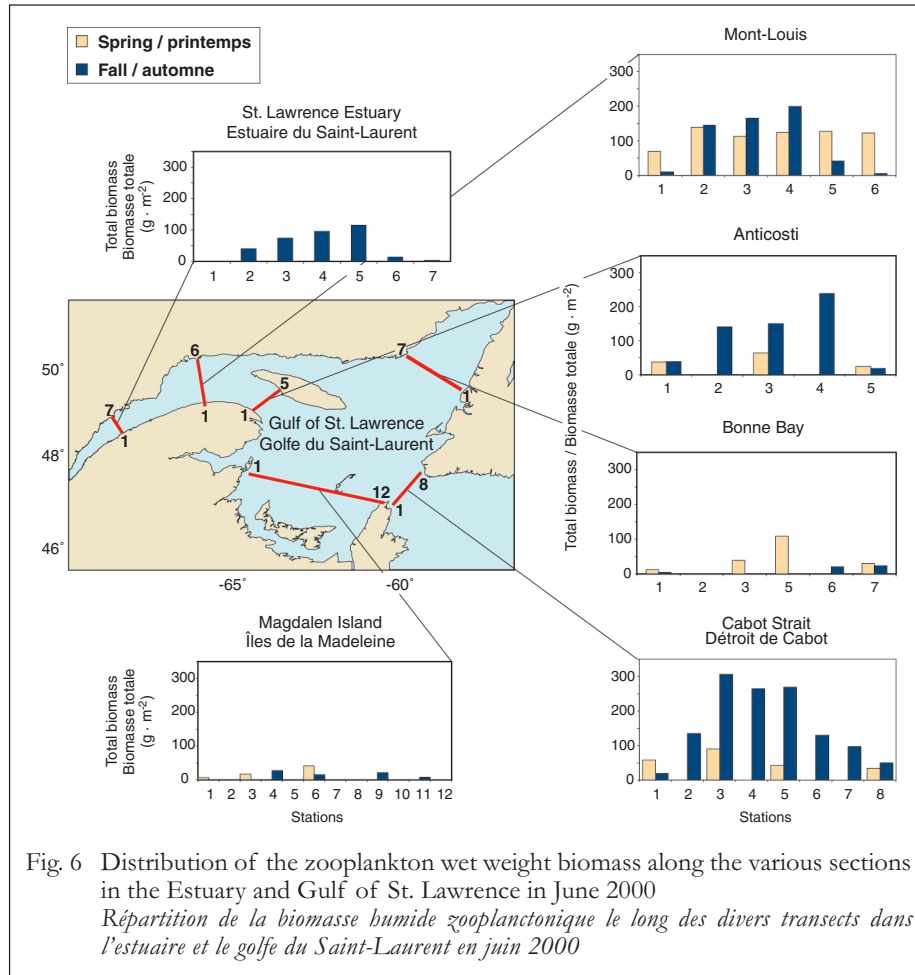 Spring / printemps
Fall / automne
St. Lawrence Estuary
Estuaire du Saint-Laurent
Total biomass
Biomasse totale
(g · m-2)
300
200
100
0
1 2 3 4 5 6 7
Mont-Louis
300
200
100
0
1 2 3 4 5 6
Anticosti
300
200
100
0
1 2 3 4 5
Total biomass / Biomasse totale (g · m-2)
Bonne Bay
300
200
100
0
1 2 3 5 6 7
Cabot Strait
Détroit de Cabot
300
200
100
0
1 2 3 4 5 6 7 8
Stations
50°
48°
46°
-65°
-60°
7
1
6
1
5
1
7
1
Gulf of St. Lawrence
Golfe du Saint-Laurent
1
12
1
8
Magdalen Island
Îles de la Madeleine
Total biomass
Biomasse totale
(g · m-2)
300
200
100
0
1 2 3 4 5 6 7 8 9 10 11 12
Stations
Fig. 6 Distribution of the zooplankton wet weight biomass along the various sections
in the Estuary and Gulf of St. Lawrence in June 2000
Répartition de la biomasse humide zooplanctonique le long des divers transects dans
l'estuaire et le golfe du Saint-Laurent en juin 2000